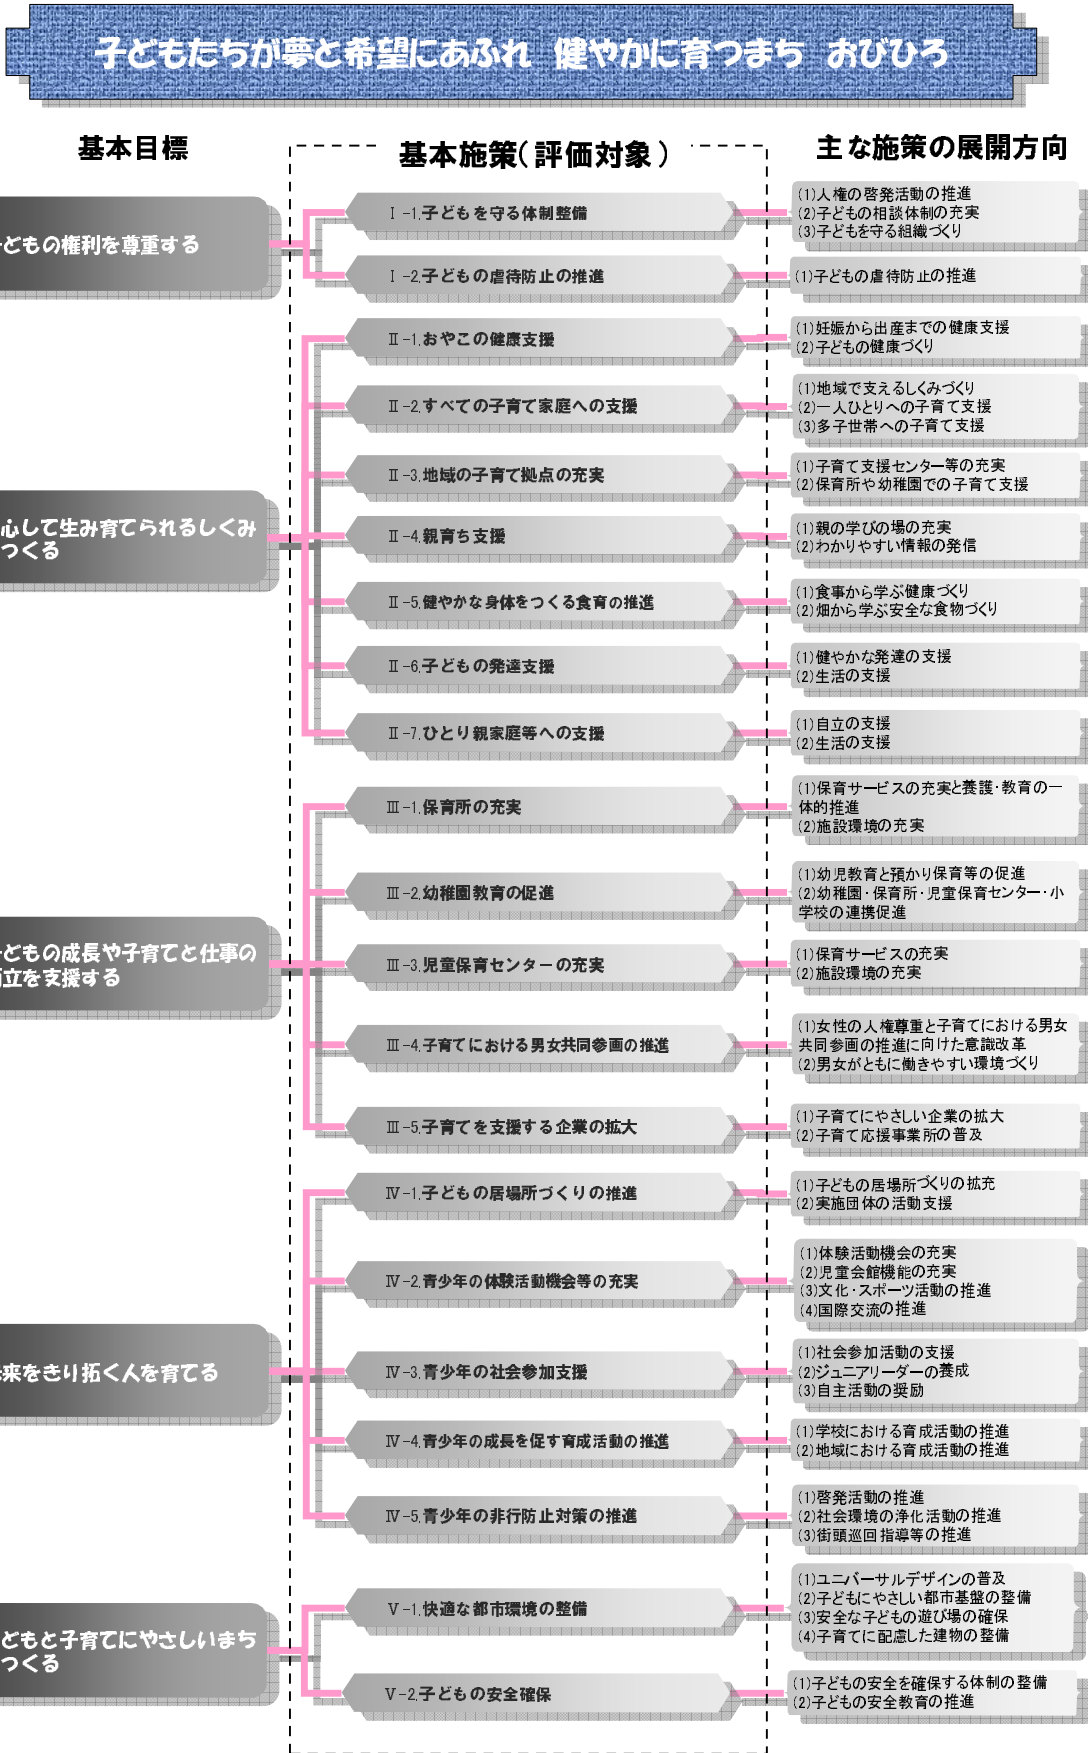 子どもたちが夢と希望にあふれ 健やかに育つまち おびひろ
基本目標
基本施策(評価対象)
主な施策の展開方向
どもの権利を尊重する
Ⅰ-1.子どもを守る体制整備
(1)人権の啓発活動の推進
(2)子どもの相談体制の充実
(3)子どもを守る組織づくり
Ⅰ-2.子どもの虐待防止の推進
(1)子どもの虐待防止の推進
心して生み育てられるしくみ
つくる
Ⅱ-1.おやこの健康支援
(1)妊娠から出産までの健康支援
(2)子どもの健康づくり
Ⅱ-2.すべての子育て家庭への支援
(1)地域で支えるしくみづくり
(2)一人ひとりへの子育て支援
(3)多子世帯への子育て支援
Ⅱ-3.地域の子育て拠点の充実
(1)子育て支援センター等の充実
(2)保育所や幼稚園での子育て支援
Ⅱ-4.親育ち支援
(1)親の学びの場の充実
(2)わかりやすい情報の発信
Ⅱ-5.健やかな身体をつくる食育の推進
(1)食事から学ぶ健康づくり
(2)畑から学ぶ安全な食物づくり
Ⅱ-6.子どもの発達支援
(1)健やかな発達の支援
(2)生活の支援
Ⅱ-7.ひとり親家庭等への支援
(1)自立の支援
(2)生活の支援
どもの成長や子育てと仕事の
立を支援する
Ⅲ-1.保育所の充実
(1)保育サービスの充実と養護・教育の一
体的推進
(2)施設環境の充実
Ⅲ-2.幼稚園教育の促進
(1)幼児教育と預かり保育等の促進
(2)幼稚園・保育所・児童保育センター・小
学校の連携促進
Ⅲ-3.児童保育センターの充実
(1)保育サービスの充実
(2)施設環境の充実
Ⅲ-4.子育てにおける男女共同参画の推進
(1)女性の人権尊重と子育てにおける男女
共同参画の推進に向けた意識改革
(2)男女がともに働きやすい環境づくり
Ⅲ-5.子育てを支援する企業の拡大
(1)子育てにやさしい企業の拡大
(2)子育て応援事業所の普及
来をきり拓く人を育てる
Ⅳ-1.子どもの居場所づくりの推進
(1)子どもの居場所づくりの拡充
(2)実施団体の活動支援
Ⅳ-2.青少年の体験活動機会等の充実
(1)体験活動機会の充実
(2)児童会館機能の充実
(3)文化・スポーツ活動の推進
(4)国際交流の推進
Ⅳ-3.青少年の社会参加支援
(1)社会参加活動の支援
(2)ジュニアリーダーの養成
(3)自主活動の奨励
Ⅳ-4.青少年の成長を促す育成活動の推進
(1)学校における育成活動の推進
(2)地域における育成活動の推進
Ⅳ-5.青少年の非行防止対策の推進
(1)啓発活動の推進
(2)社会環境の浄化活動の推進
(3)街頭巡回指導等の推進
どもと子育てにやさしいまち
つくる
Ⅴ-1.快適な都市環境の整備
(1)ユニバーサルデザインの普及
(2)子どもにやさしい都市基盤の整備
(3)安全な子どもの遊び場の確保
(4)子育てに配慮した建物の整備
Ⅴ-2.子どもの安全確保
(1)子どもの安全を確保する体制の整備
(2)子どもの安全教育の推進